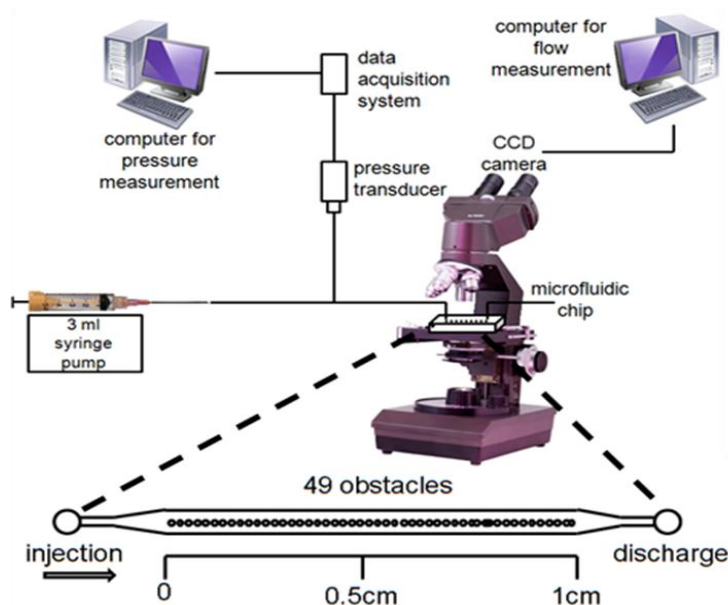 computer for
pressure
measurement
data
acquisition
system
pressure
transducer
computer for
flow
measurement
CCD
camera
microfluidic
chip
3 ml
syringe
pump
49 obstacles
injection
discharge
0
0.5cm
1cm